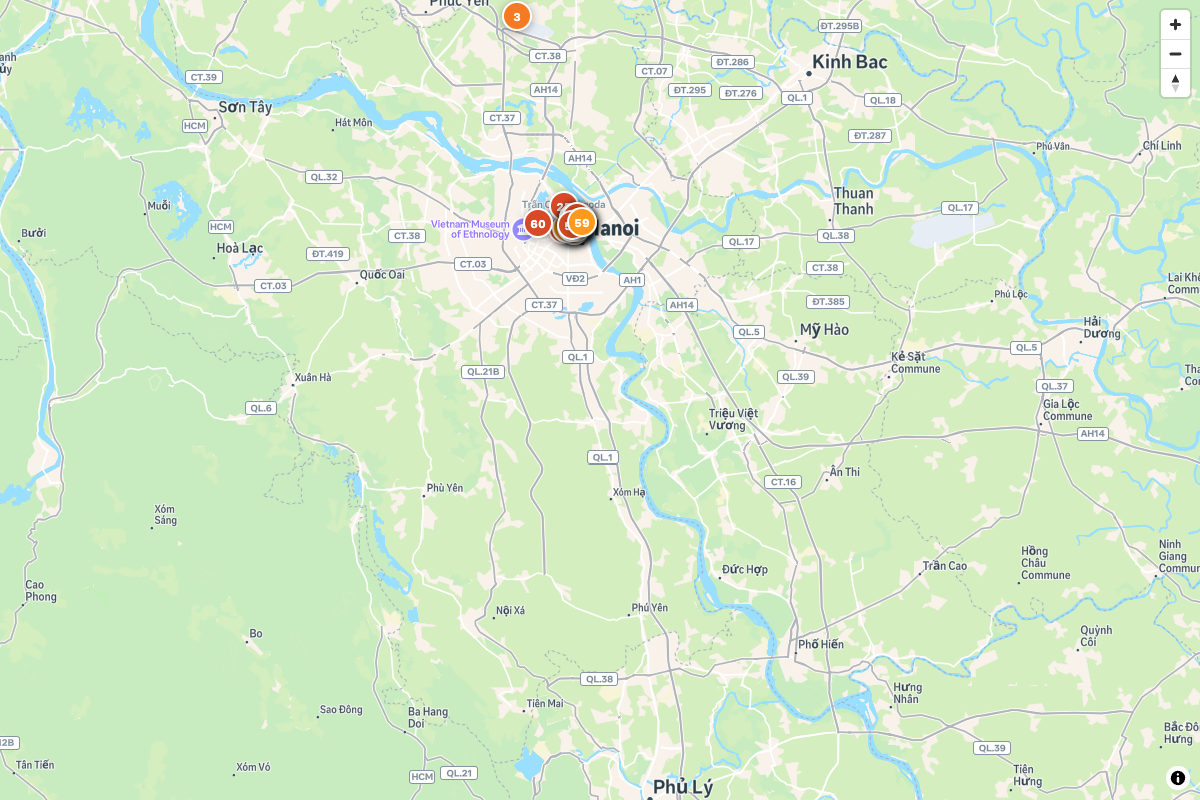 Phúc Yên
3
ĐT.295B
CT.38
ĐT.286
Kinh Bac
CT.07
CT.39
AH14
ĐT.295
ĐT.276
QL.1
QL.18
Sơn Tây
CT.37
HCM
Hát Môn
ĐT.287
Phú Vân
Chí Linh
AH14
QL.32
Muỗi
Thuan
Thanh
QL.17
60
59
Vietnam Museum
of Ethnology
Hanoi
HCM
Bưởi
Hoà Lạc
CT.38
QL.17
QL.38
ĐT.419
CT.03
CT.38
Quốc Oai
VĐ2
AH1
CT.03
Phú Lộc
CT.37
AH14
ĐT.385
Hải
Dương
Mỹ Hào
QL.5
QL.5
QL.1
Kẻ Sặt
Commune
QL.21B
Xuân Hà
QL.39
QL.37
QL.6
Gia Lộc
Commune
Triệu Việt
Vương
AH14
QL.1
Ân Thi
CT.16
Phù Yên
Xóm Hạ
Xóm
Sáng
Ninh
Giang
Commune
Hồng
Châu
Commune
Trần Cao
Đức Hợp
Cao
Phong
Nội Xá
Phú Yên
Bo
Quỳnh
Côi
Phố Hiến
QL.38
Hưng
Nhân
Tiên Mai
Sao Đông
Ba Hang
Doi
QL.39
Tân Tiến
Xóm Vó
HCM
QL.21
Tiện
Hưng
Phủ Lý